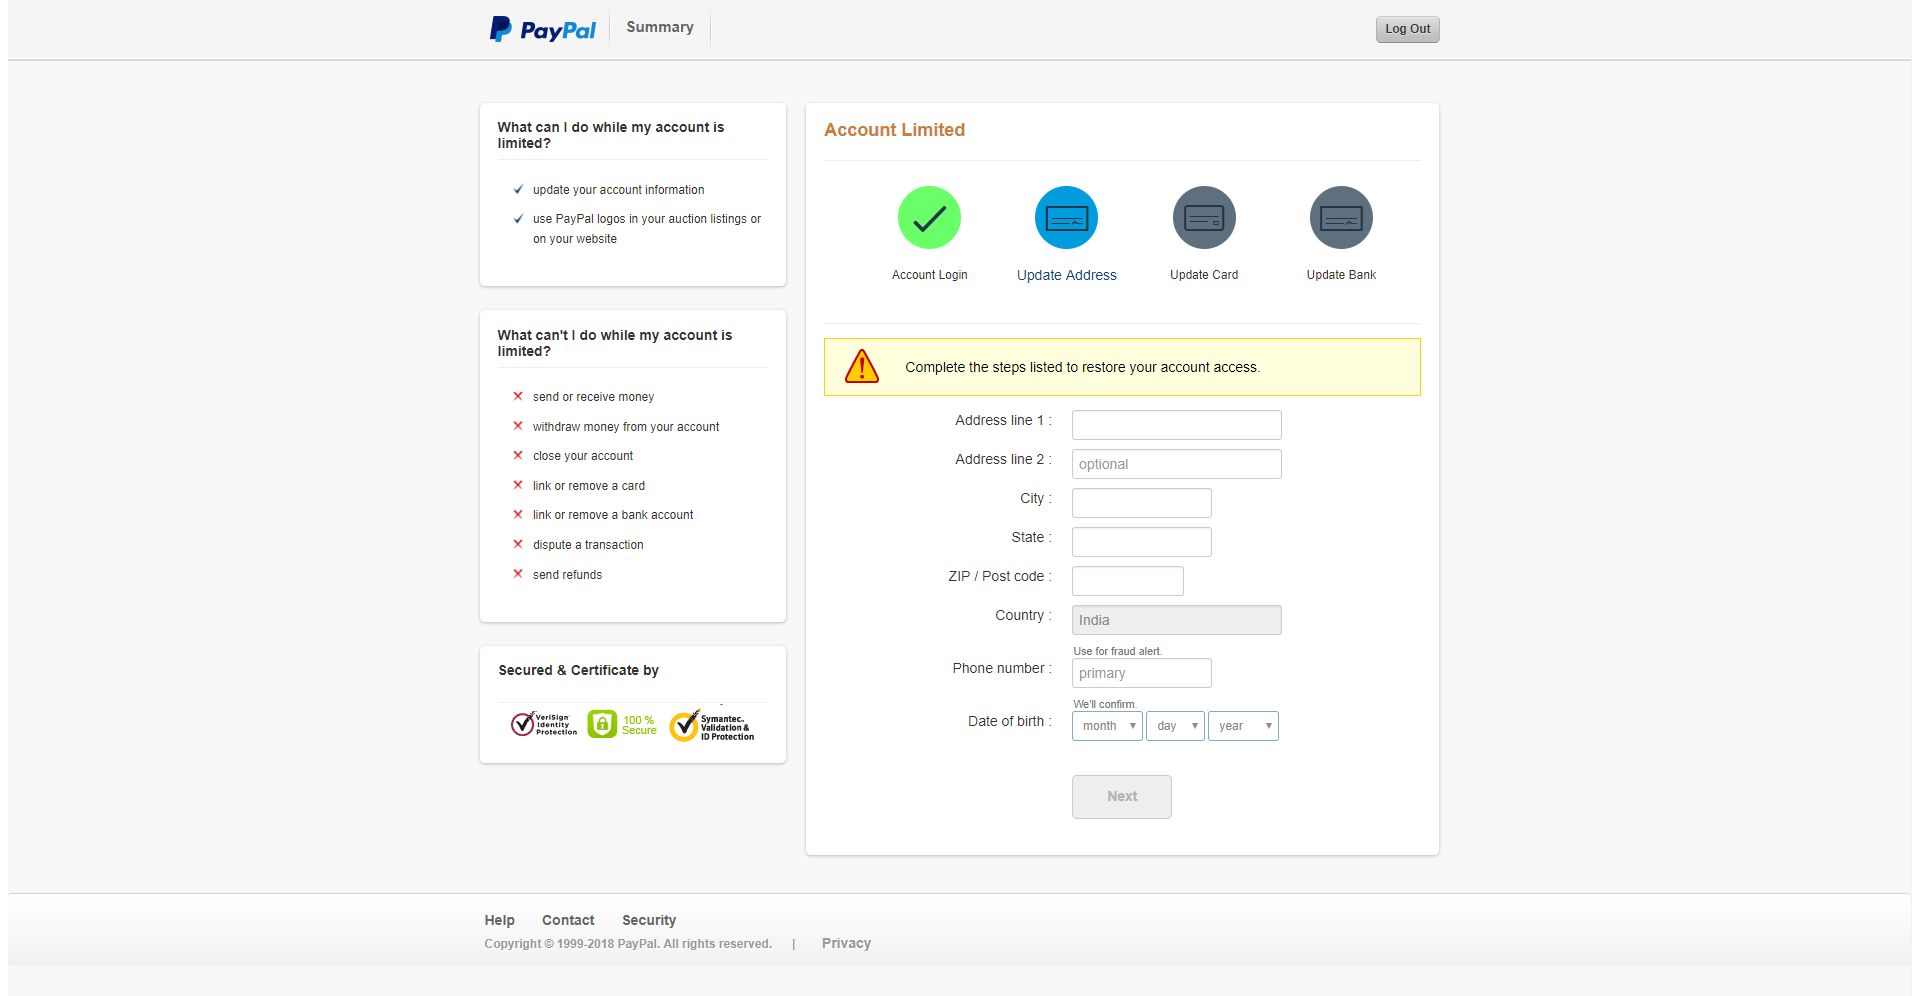 PayPal
Summary
Log Out
What can I do while my account is
limited?
update your account information
use PayPal logos in your auction listings or
on your website
What can't I do while my account is
limited?
send or receive money
withdraw money from your account
close your account
link or remove a card
link or remove a bank account
dispute a transaction
send refunds
Secured & Certificate by
VeriSign
Identity
Protection
100 %
Secure
Symantec.
Validation &
ID Protection
Account Limited
Account Login
Update Address
Update Card
Update Bank
Complete the steps listed to restore your account access.
Address line 1 :
Address line 2 :
optional
City :
State :
ZIP / Post code :
Country :
India
Use for fraud alert.
Phone number :
primary
We'll confirm.
Date of birth :
month
day
year
Next
Help
Contact
Security
Copyright © 1999-2018 PayPal. All rights reserved.
|
Privacy